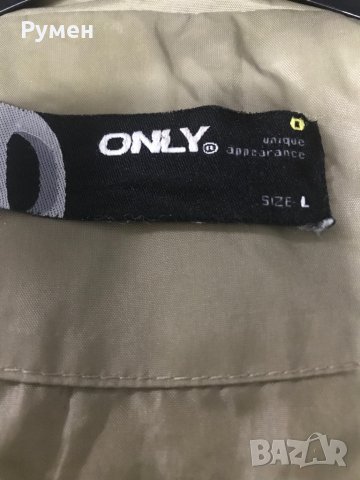 Румен
ONLY®
unique
appearance
SIZE- L
BAZAR